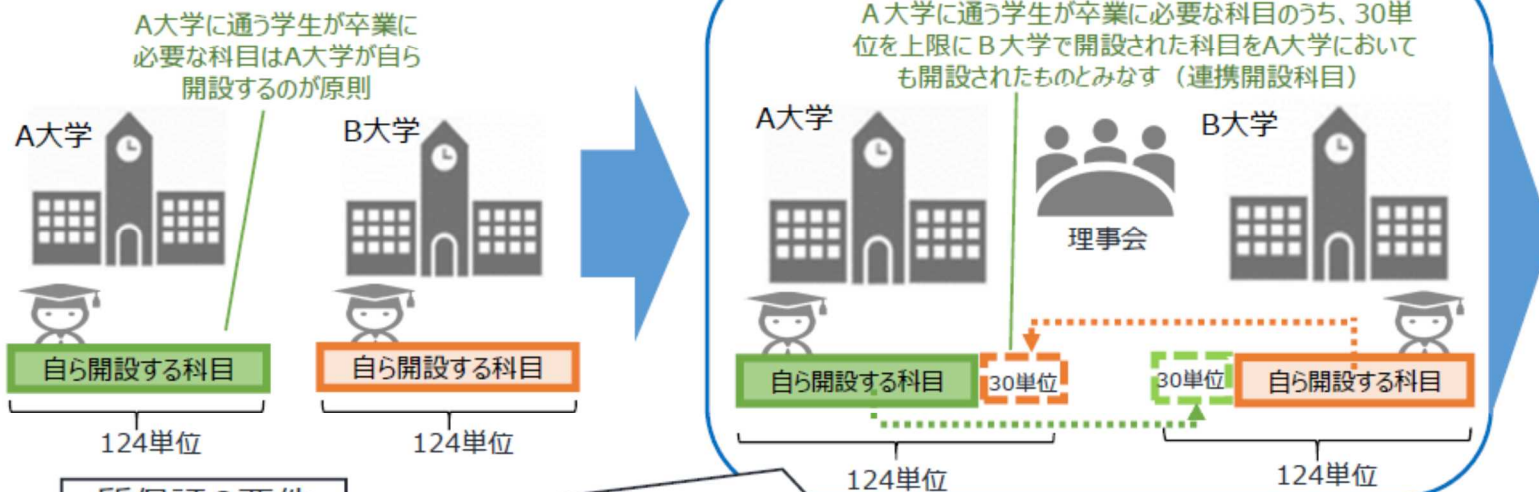 A大学に通う学生が卒業に
必要な科目はA大学が自ら
開設するのが原則
A大学
B大学
自ら開設する科目
自ら開設する科目
124単位
124単位
A大学に通う学生が卒業に必要な科目のうち、30単
位を上限にB大学で開設された科目をA大学において
も開設されたものとみなす（連携開設科目）
A大学
B大学
理事会
自ら開設する科目
30単位
30単位
自ら開設する科目
124単位
124単位